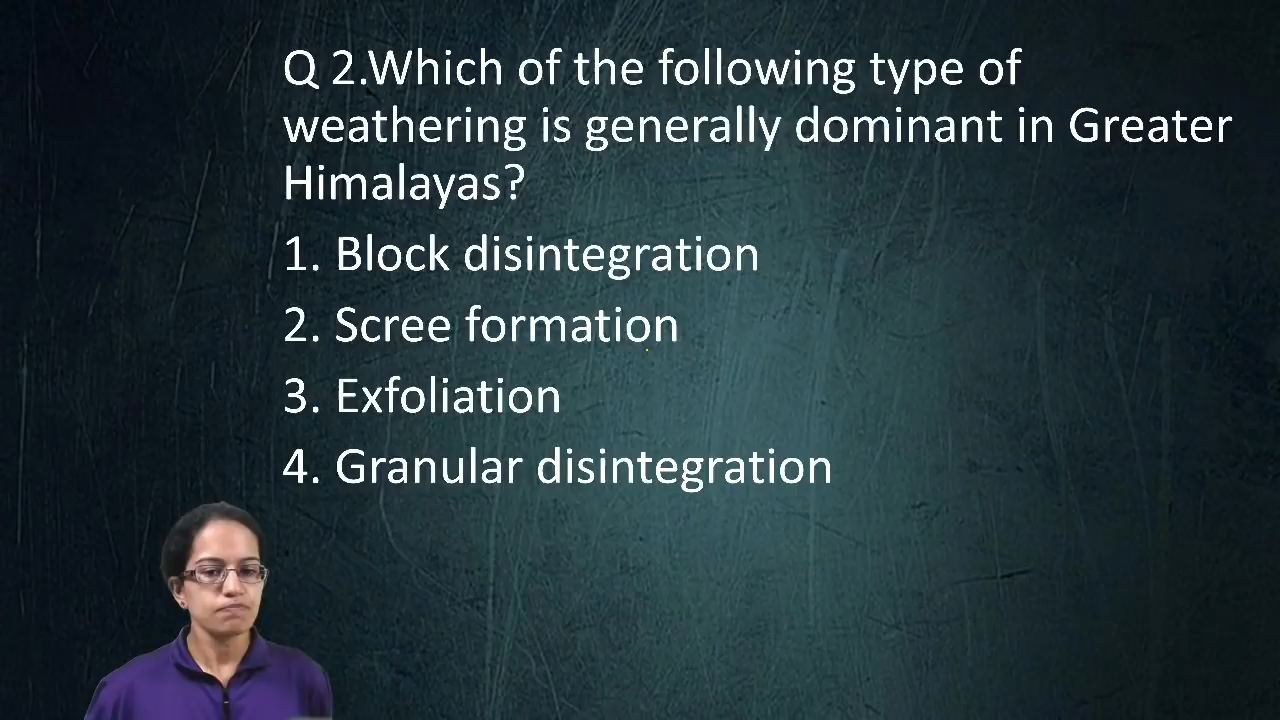 Q 2.Which of the following type of
weathering is generally dominant in Greater
Himalayas?
1. Block disintegration
2. Scree formation
3. Exfoliation
4. Granular disintegration